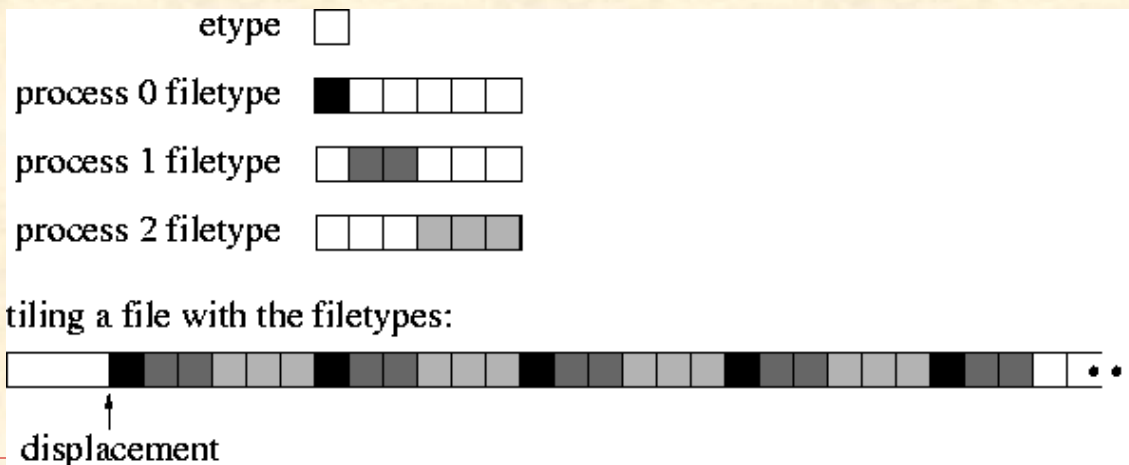 etype
process 0 filetype
process 1 filetype
process 2 filetype
tiling a file with the filetypes:
displacement